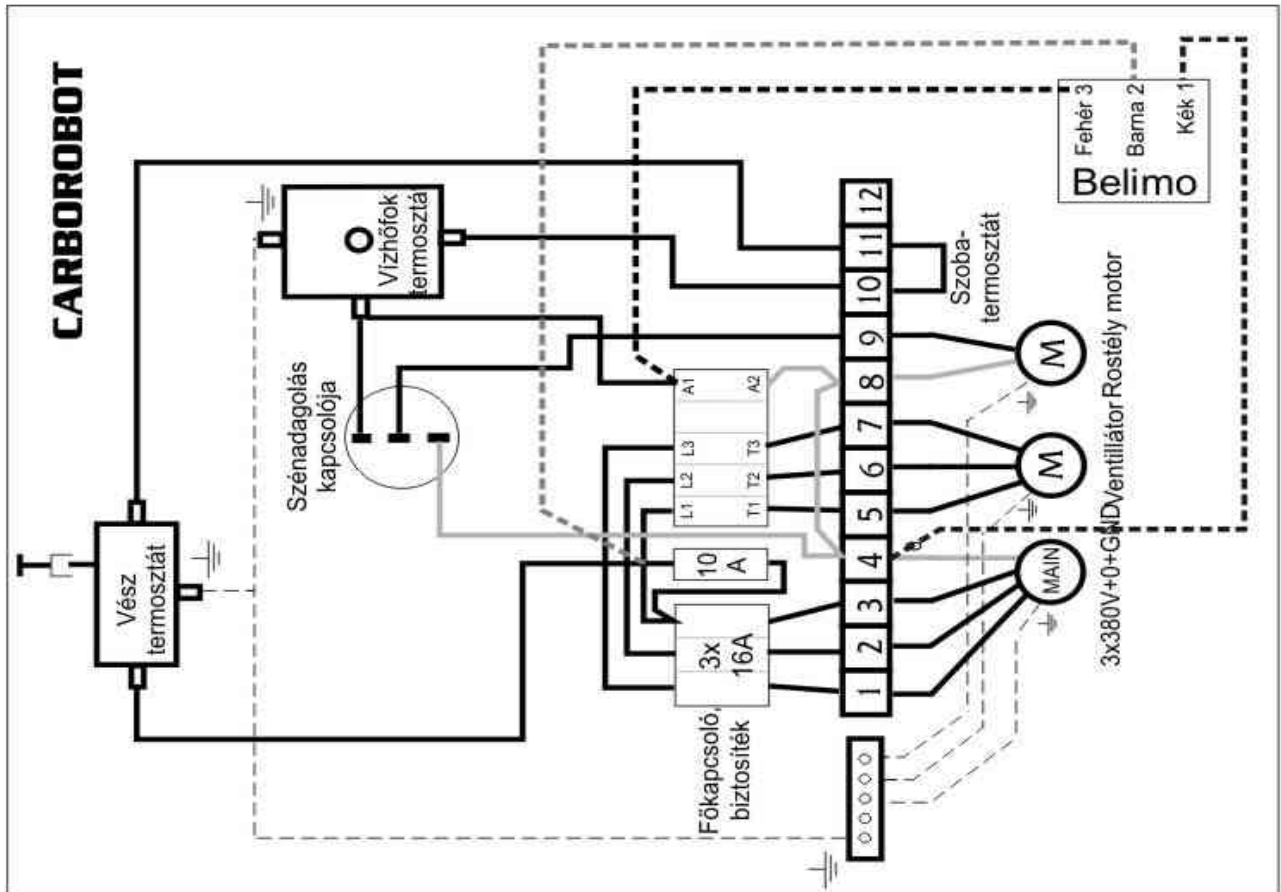 CARBOROBOT
Vész
termosztát
Vízhőfok
termosztá
Szénadagolás
kapcsolója
L1
L2
L3
A1
T1
T2
T3
A2
10
A
3x
16A
Főkapcsoló,
biztosíték
1
2
3
4
5
6
7
8
9
10
11
12
Szoba-
termosztát
Fehér 3
Barna 2
Kék 1
Belimo
MAIN
M
M
3x380V+0+GND
Ventillátor
Rostély motor